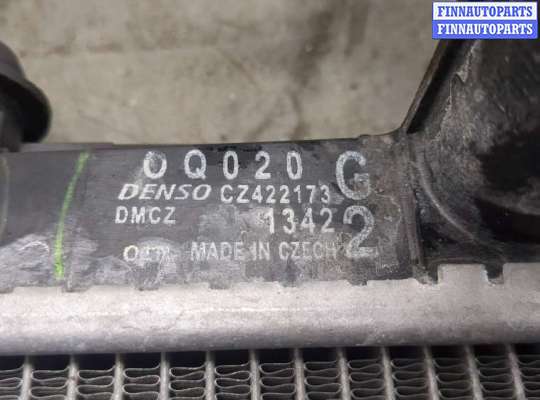 FINNAUTOPARTS
FINNAUTOPARTS
0Q020 G
DENSO CZ422173
DMCZ 1342 2
MADE IN CZECH